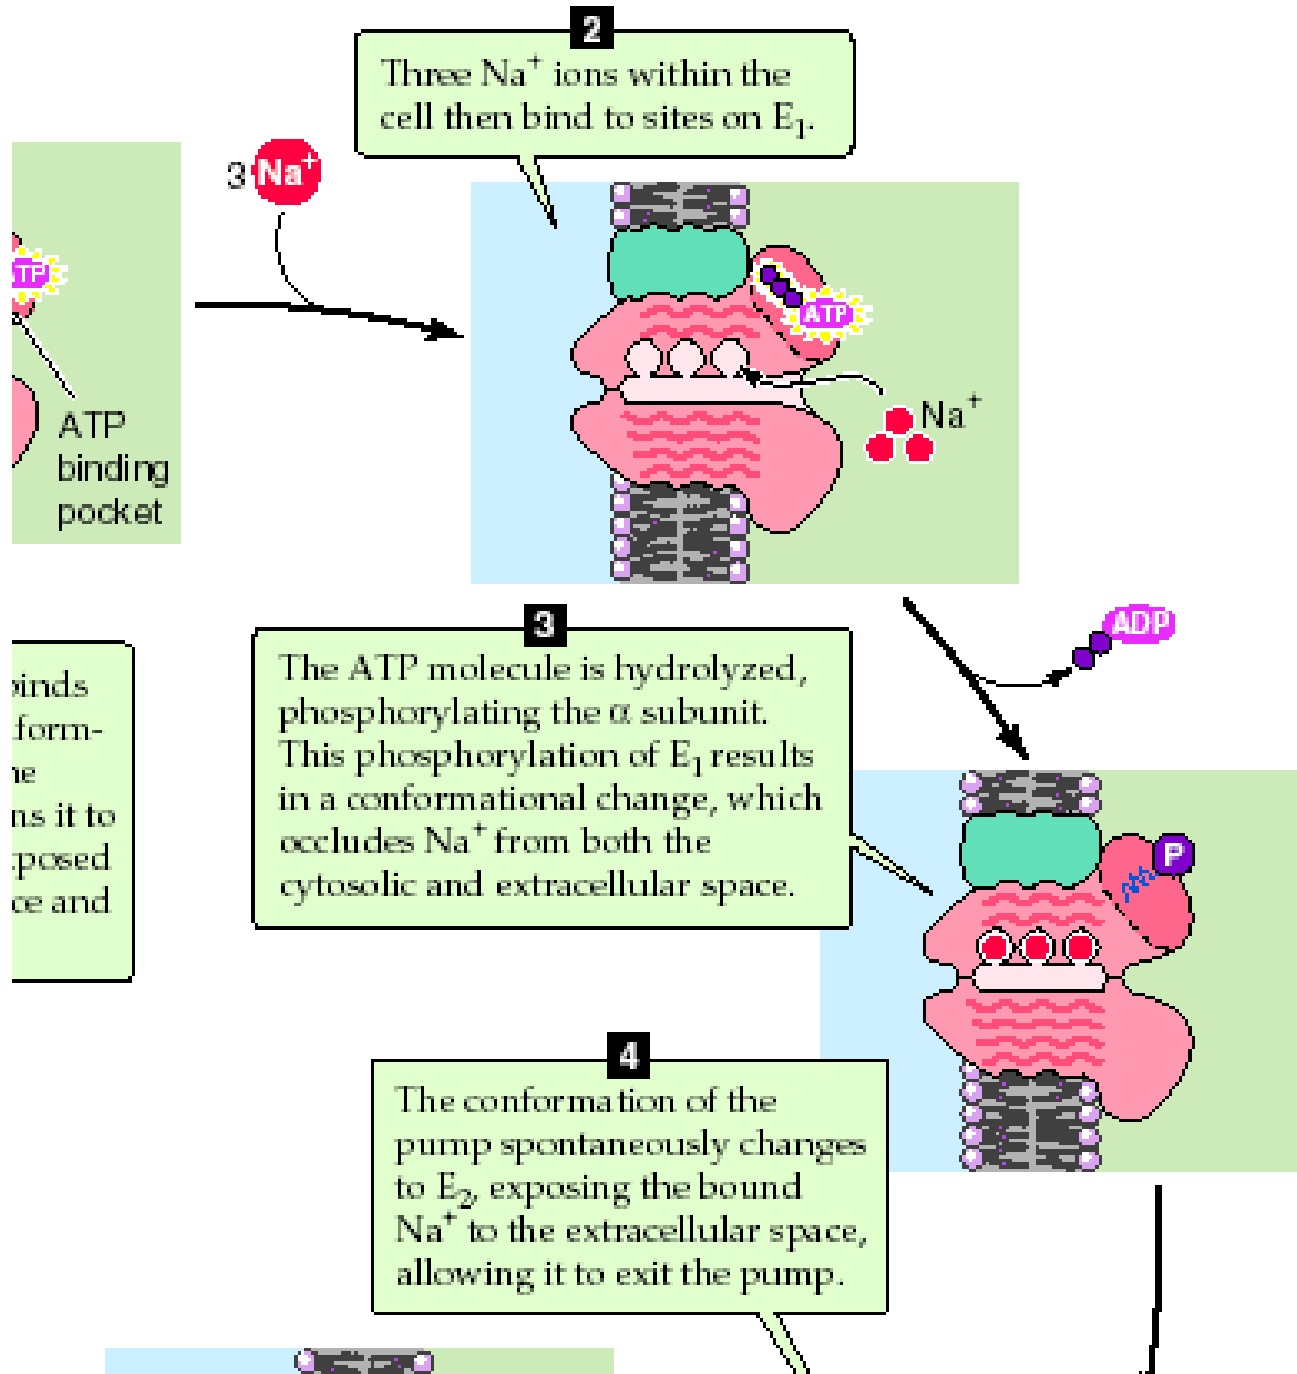 2
Three Na⁺ ions within the
cell then bind to sites on E₁.
3 Na⁺
ATP
Na⁺
ATP
binding
pocket
3
The ATP molecule is hydrolyzed,
phosphorylating the α subunit.
This phosphorylation of E₁ results
in a conformational change, which
occludes Na⁺ from both the
cytosolic and extracellular space.
ADP
P
it to
and
4
The conformation of the
pump spontaneously changes
to E₂, exposing the bound
Na⁺ to the extracellular space,
allowing it to exit the pump.